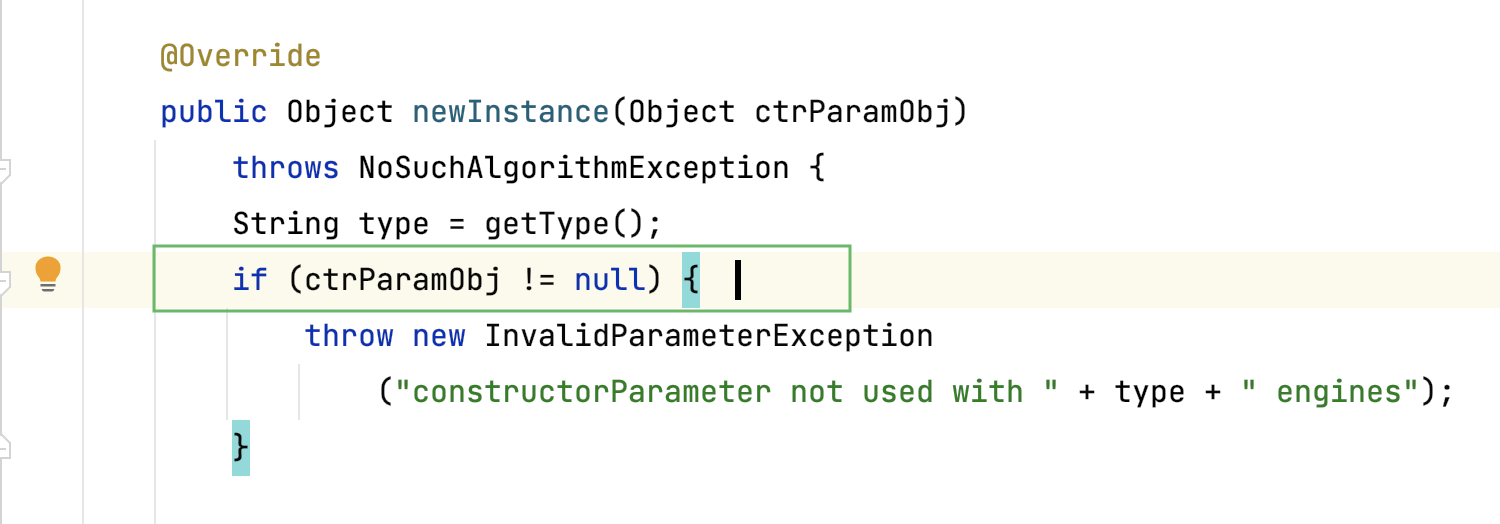 @Override
public Object newInstance(Object ctrParamObj)
throws NoSuchAlgorithmException {
String type = getType();
if (ctrParamObj != null) {
throw new InvalidParameterException
("constructorParameter not used with " + type + " engines");
}